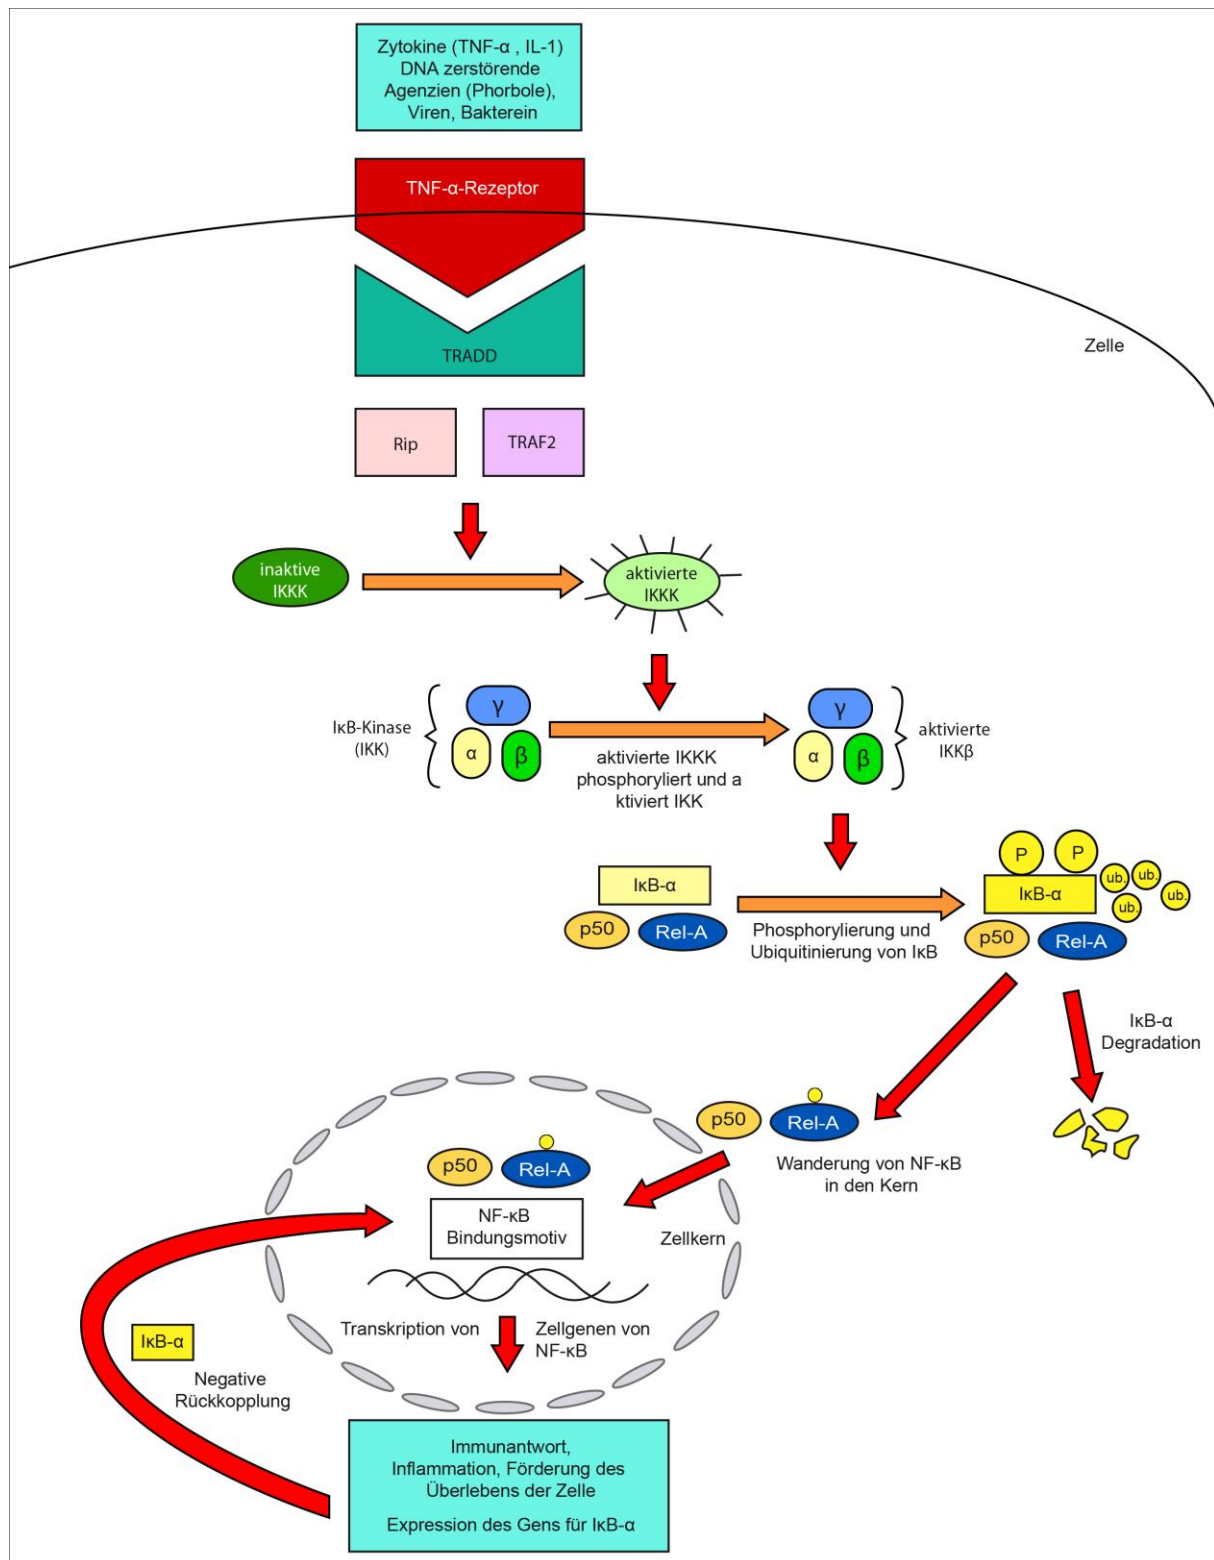 Zytokine (TNF-α , IL-1)
DNA zerstörende
Agenzien (Phorbole),
Viren, Bakterein
TNF-α-Rezeptor
TRADD
Zelle
Rip
TRAF2
inaktive
IKKK
aktivierte
IKKK
IκB-Kinase
(IKK)
γ
α
β
aktivierte IKKK
phosphoryliert und a
ktiviert IKK
γ
α
β
aktivierte
IKKβ
IκB-α
p50
Rel-A
Phosphorylierung und
Ubiquitinierung von IκB
P
P
IκB-α
ub.
ub.
ub.
ub.
p50
Rel-A
IκB-α
Degradation
p50
Rel-A
Wanderung von NF-κB
in den Kern
p50
Rel-A
NF-κB
Bindungsmotiv
Zellkern
Transkription von
Zellgenen von
NF-κB
IκB-α
Negative
Rückkopplung
Immunantwort,
Inflammation, Förderung des
Überlebens der Zelle
Expression des Gens für IκB-α